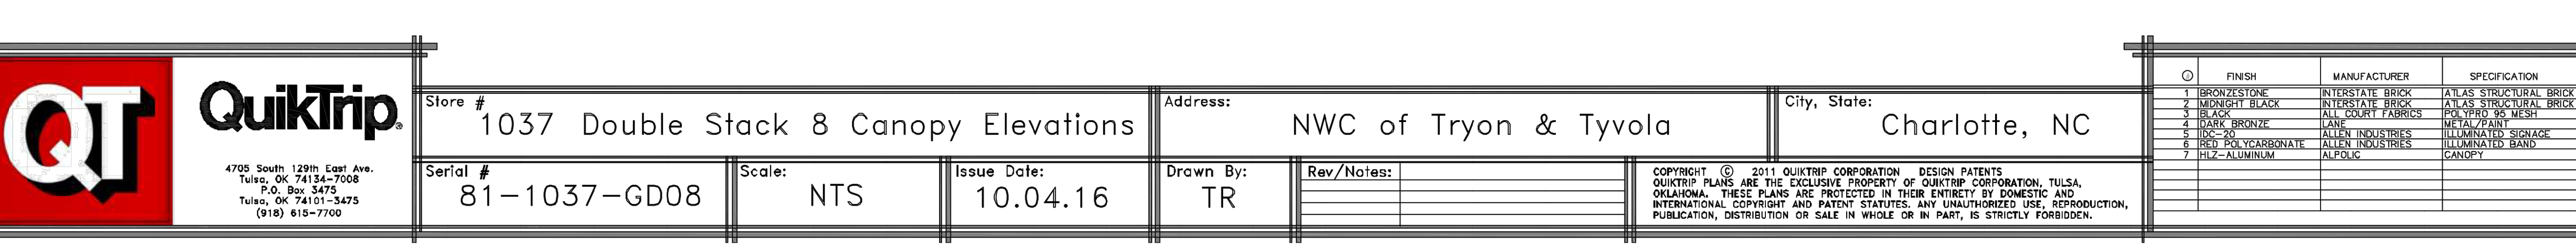 QT
QuikTrip®
4705 South 129th East Ave.
Tulsa, OK 74134-7008
P.O. Box 3475
Tulsa, OK 74101-3475
(918) 615-7700
Store #
1037 Double Stack 8 Canopy Elevations
Address:
NWC of Tryon & Tyvola
City, State:
Charlotte, NC
Serial #
81-1037-GD08
Scale:
NTS
Issue Date:
10.04.16
Drawn By:
TR
Rev/Notes:
COPYRIGHT © 2011 QUIKTRIP CORPORATION DESIGN PATENTS
QUIKTRIP PLANS ARE THE EXCLUSIVE PROPERTY OF QUIKTRIP CORPORATION, TULSA,
OKLAHOMA. THESE PLANS ARE PROTECTED IN THEIR ENTIRETY BY DOMESTIC AND
INTERNATIONAL COPYRIGHT AND PATENT STATUTES. ANY UNAUTHORIZED USE, REPRODUCTION,
PUBLICATION, DISTRIBUTION OR SALE IN WHOLE OR IN PART, IS STRICTLY FORBIDDEN.
# FINISH MANUFACTURER SPECIFICATION
1 BRONZESTONE INTERSTATE BRICK ATLAS STRUCTURAL BRICK
2 MIDNIGHT BLACK INTERSTATE BRICK ATLAS STRUCTURAL BRICK
3 BLACK ALL COURT FABRICS POLYPRO 95 MESH
4 DARK BRONZE LANE METAL/PAINT
5 IDC-20 ALLEN INDUSTRIES ILLUMINATED SIGNAGE
6 RED POLYCARBONATE ALLEN INDUSTRIES ILLUMINATED BAND
7 HLZ-ALUMINUM ALPOLIC CANOPY